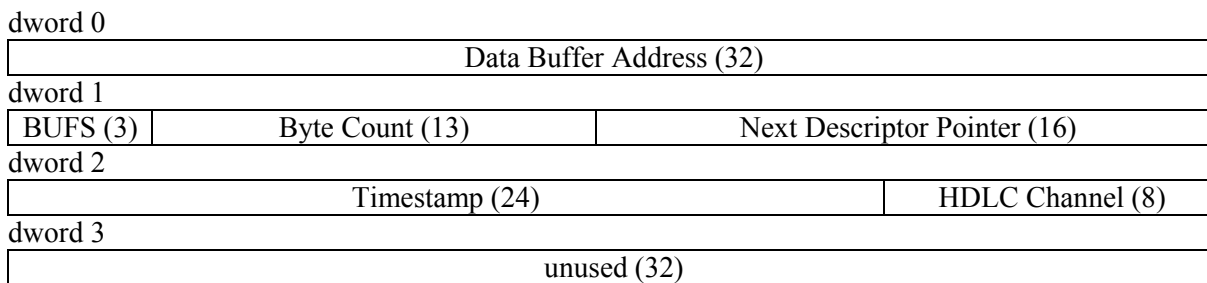 dword 0
Data Buffer Address (32)
dword 1
BUFS (3) Byte Count (13) Next Descriptor Pointer (16)
dword 2
Timestamp (24) HDLC Channel (8)
dword 3
unused (32)